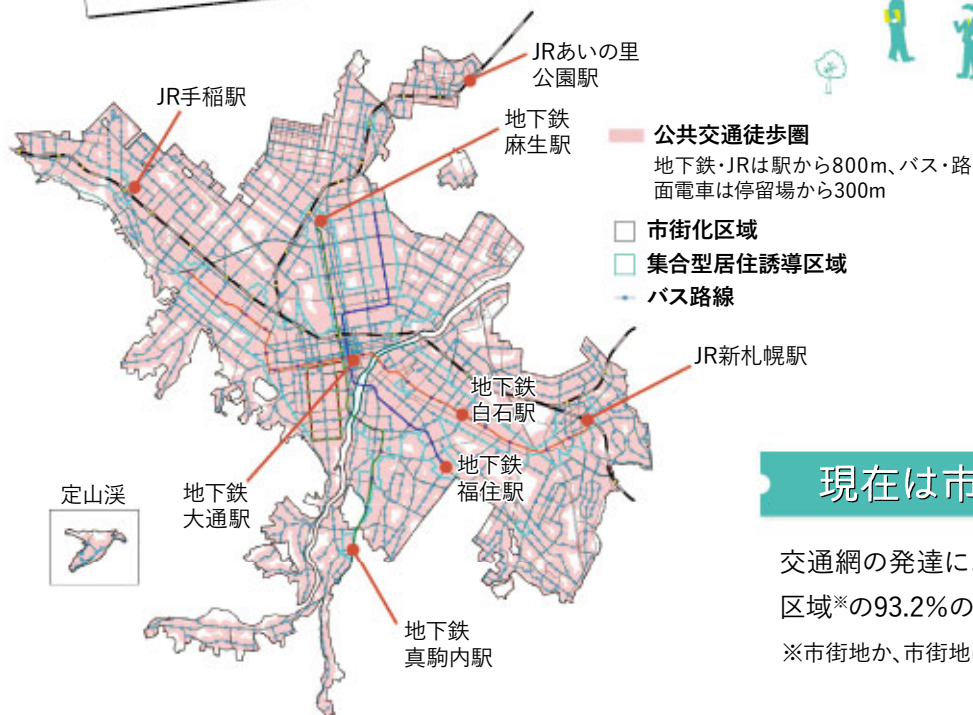 JRあいの里
公園駅
JR手稲駅
地下鉄
麻生駅
公共交通徒歩圏
地下鉄・JRは駅から800m、バス・路
面電車は停留場から300m
市街化区域
集合型居住誘導区域
バス路線
JR新札幌駅
地下鉄
白石駅
地下鉄
福住駅
定山渓
地下鉄
大通駅
地下鉄
真駒内駅
現在は市
交通網の発達に
区域※の93.2%の
※市街地か、市街地